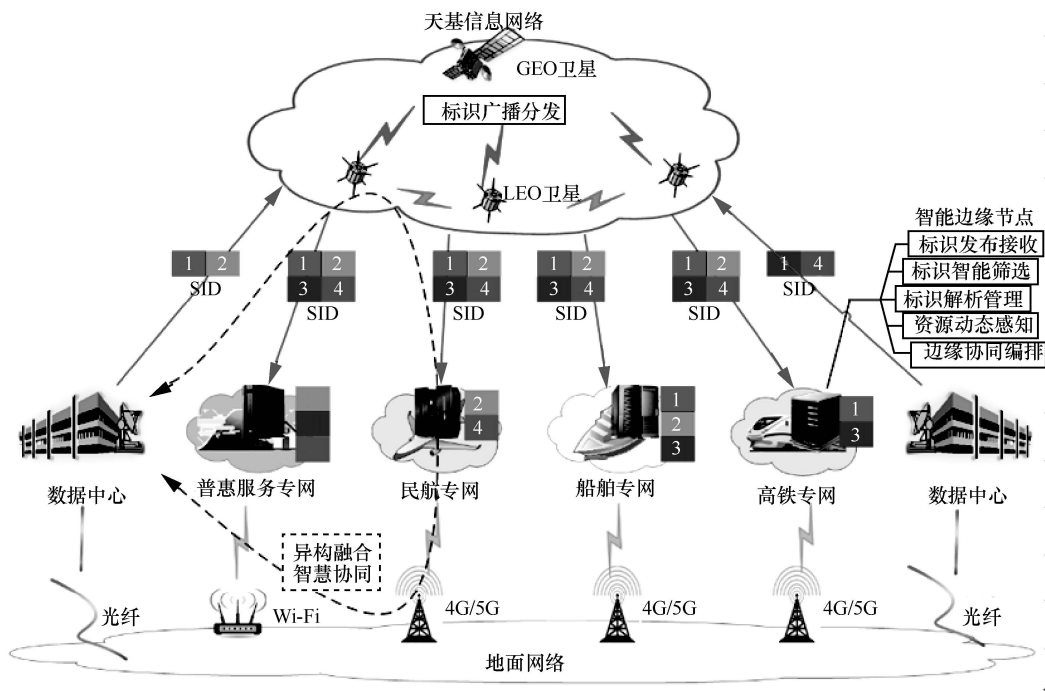 天基信息网络
GEO卫星
标识广播分发
LEO卫星
智能边缘节点
标识发布接收
标识智能筛选
标识解析管理
资源动态感知
边缘协同编排
1 2
SID
1 2
3 4
SID
1 2
3 4
SID
1 2
3 4
SID
1 2
3 4
SID
1 4
SID
2
4
1
2
3
1
3
数据中心
普惠服务专网
民航专网
船舶专网
高铁专网
数据中心
异构融合
智慧协同
光纤
Wi-Fi
4G/5G
4G/5G
4G/5G
光纤
地面网络